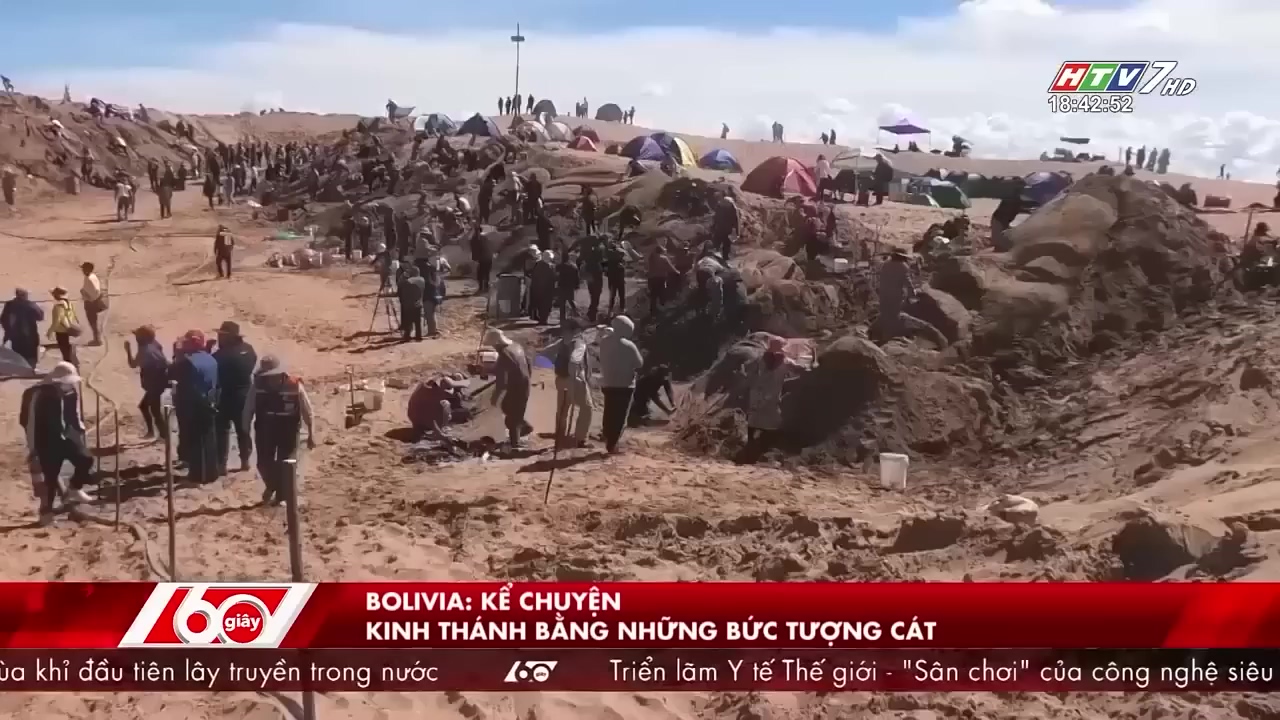 HTV7 HD
18:42:52
60 giây
BOLIVIA: KỂ CHUYỆN
KINH THÁNH BẰNG NHỮNG BỨC TƯỢNG CÁT
khỉ đầu tiên lây truyền trong nước
60 giây
Triển lãm Y tế Thế giới - "Sân chơi" của công nghệ siêu